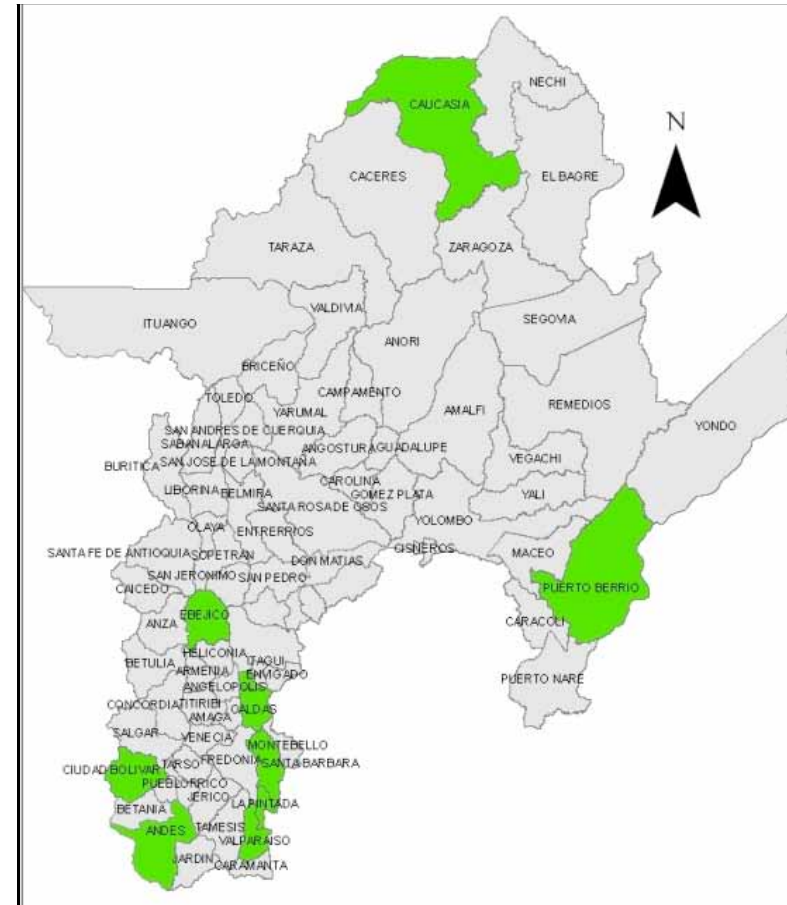 NECHI
CAUCASIA
N
CACERES
EL BAGRE
TARAZA
ZARAGOZA
VALDIVIA
SEGOVIA
ITUANGO
ANORI
BRICEÑO
CAMPAMENTO
TOLEDO
REMEDIOS
YARUMAL
AMALFI
YONDO
SAN ANDRES DE CUERQUIA
SABANALARGA
ANGOSTURA
GUADALUPE
VEGACHI
BURITICA
SAN JOSE DE LA MONTAÑA
CAROLINA
LIBORINA
BELMIRA
GOMEZ PLATA
YALI
SANTA ROSA DE OSOS
YOLOMBO
OLAYA
ENTRERRIOS
CISNEROS
SANTA FE DE ANTIOQUIA
SOPETRAN
MACEO
DON MATIAS
SAN JERONIMO
SAN PEDRO
CAICEDO
PUERTO BERRIO
EBEJICO
ANZA
CARACOLI
HELICONIA
BETULIA
ITAGUI
ARMENIA
ENVIGADO
PUERTO NARE
ANGELOPOLIS
CONCORDIA
TITIRIBI
CALDAS
AMAGA
SALGAR
VENECIA
MONTEBELLO
FREDONIA
SANTA BARBARA
CIUDAD BOLIVAR
TARSO
PUEBLORRICO
JERICO
BETANIA
LA PINTADA
ANDES
TAMESIS
VALPARAISO
JARDIN
CARAMANTA